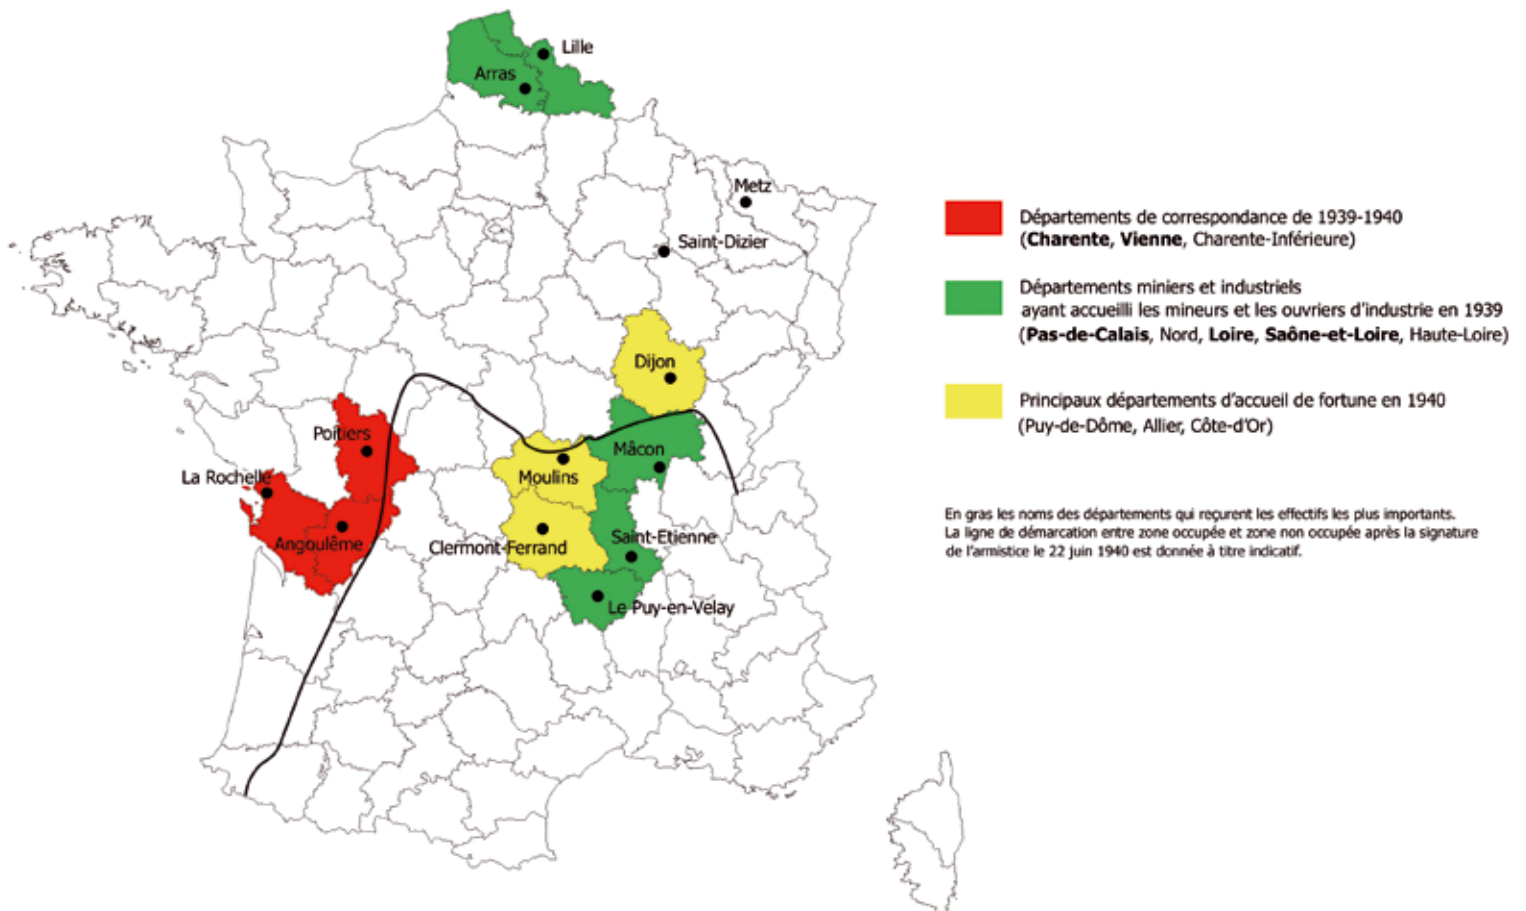 Lille
Arras
Metz
Saint-Dizier
Dijon
Poitiers
Mâcon
La Rochelle
Moulins
Angoulême
Clermont-Ferrand
Saint-Etienne
Le Puy-en-Velay
Départements de correspondance de 1939-1940
(Charente, Vienne, Charente-Inférieure)
Départements miniers et industriels
ayant accueilli les mineurs et les ouvriers d'industrie en 1939
(Pas-de-Calais, Nord, Loire, Saône-et-Loire, Haute-Loire)
Principaux départements d'accueil de fortune en 1940
(Puy-de-Dôme, Allier, Côte-d'Or)
En gras les noms des départements qui reçurent les effectifs les plus importants.
La ligne de démarcation entre zone occupée et zone non occupée après la signature
de l'armistice le 22 juin 1940 est donnée à titre indicatif.